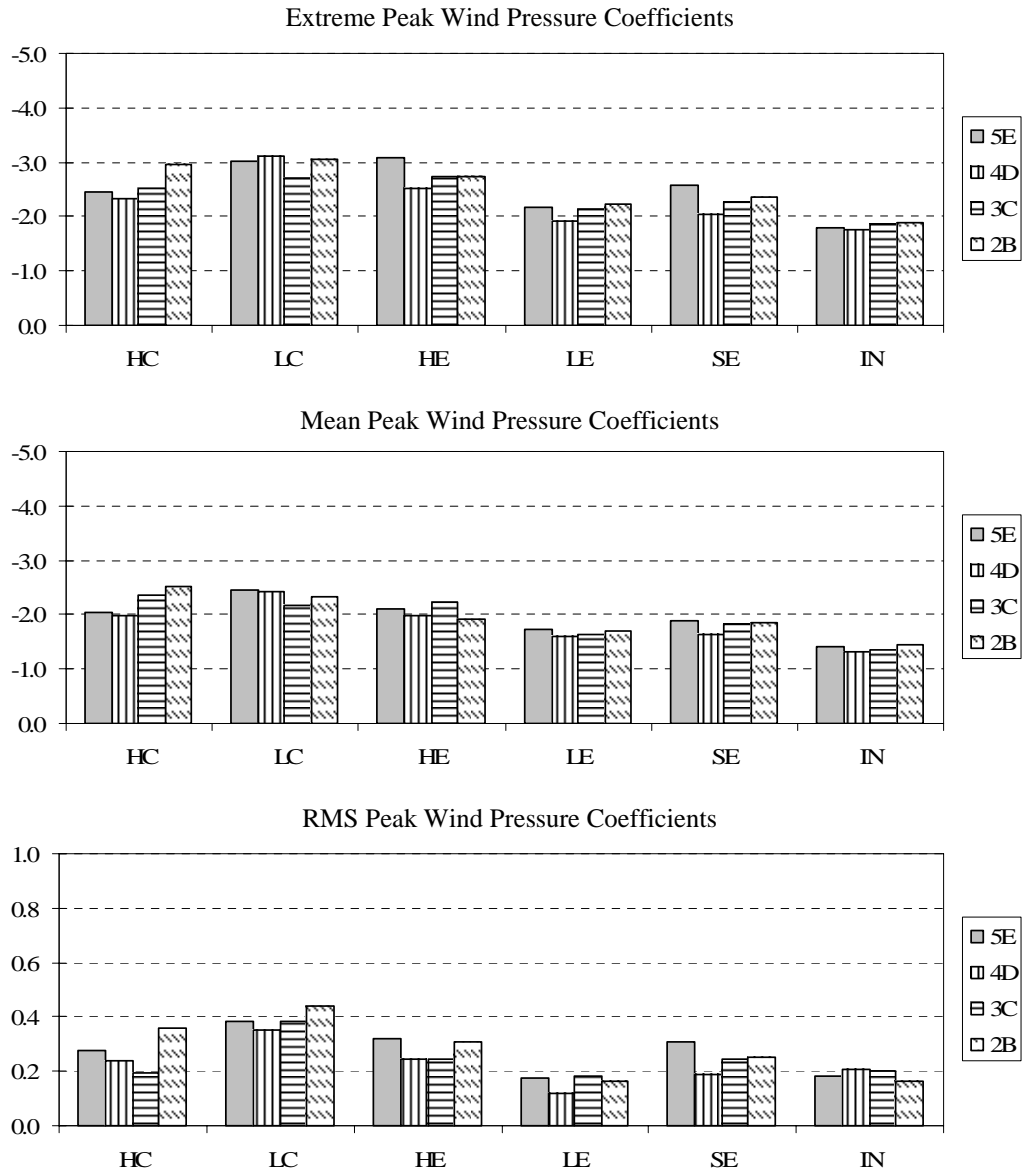 Extreme Peak Wind Pressure Coefficients
-5.0
-4.0
-3.0
-2.0
-1.0
0.0
HC LC HE LE SE IN
5E
4D
3C
2B
Mean Peak Wind Pressure Coefficients
-5.0
-4.0
-3.0
-2.0
-1.0
0.0
HC LC HE LE SE IN
5E
4D
3C
2B
RMS Peak Wind Pressure Coefficients
1.0
0.8
0.6
0.4
0.2
0.0
HC LC HE LE SE IN
5E
4D
3C
2B